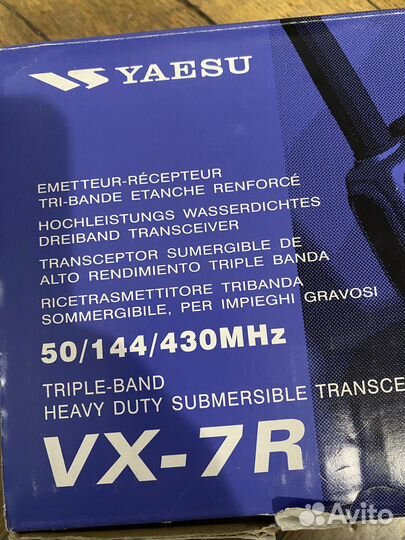 YAESU
EMETTEUR-RÉCEPTEUR
TRI-BANDE ETANCHE RENFORCÉ
HOCHLEISTUNGS WASSERDICHTES
DREIBAND TRANSCEIVER
TRANSCEPTOR SUMERGIBLE DE
ALTO RENDIMIENTO TRIPLE BANDA
RICETRASMETTITORE TRIBANDA
SOMMERGIBILE, PER IMPIEGHI GRAVOSI
50/144/430MHz
TRIPLE-BAND
HEAVY DUTY SUBMERSIBLE TRANSCE
VX-7R
Avito